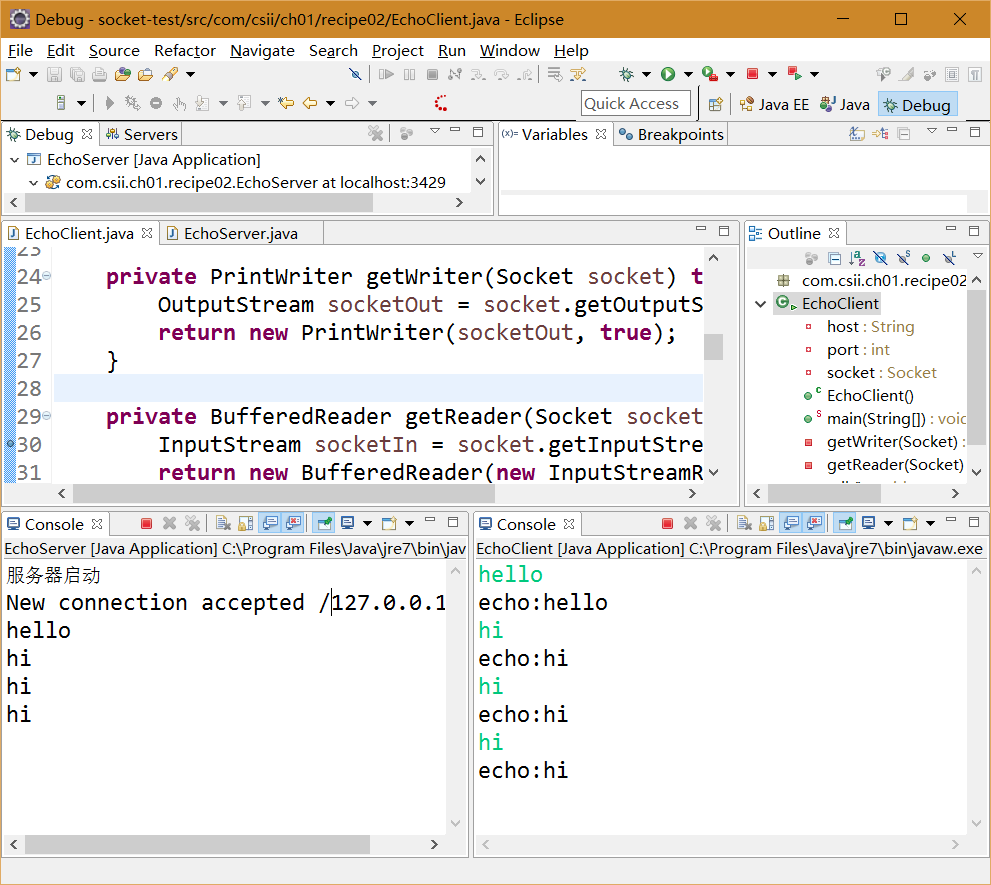 Debug - socket-test/src/com/csii/ch01/recipe02/EchoClient.java - Eclipse
File Edit Source Refactor Navigate Search Project Run Window Help
Quick Access Java EE Java Debug
Debug Servers
EchoServer [Java Application]
com.csii.ch01.recipe02.EchoServer at localhost:3429
(x)= Variables Breakpoints
EchoClient.java EchoServer.java
23
24 private PrintWriter getWriter(Socket socket) t
25 OutputStream socketOut = socket.getOutputS
26 return new PrintWriter(socketOut, true);
27 }
28
29 private BufferedReader getReader(Socket socket
30 InputStream socketIn = socket.getInputStre
31 return new BufferedReader(new InputStreamR
Outline
com.csii.ch01.recipe02
EchoClient
host : String
port : int
socket : Socket
EchoClient()
main(String[]) : void
getWriter(Socket) :
getReader(Socket)
Console
EchoServer [Java Application] C:\Program Files\Java\jre7\bin\jav
服务器启动
New connection accepted /127.0.0.1
hello
hi
hi
hi
Console
EchoClient [Java Application] C:\Program Files\Java\jre7\bin\javaw.exe
hello
echo:hello
hi
echo:hi
hi
echo:hi
hi
echo:hi